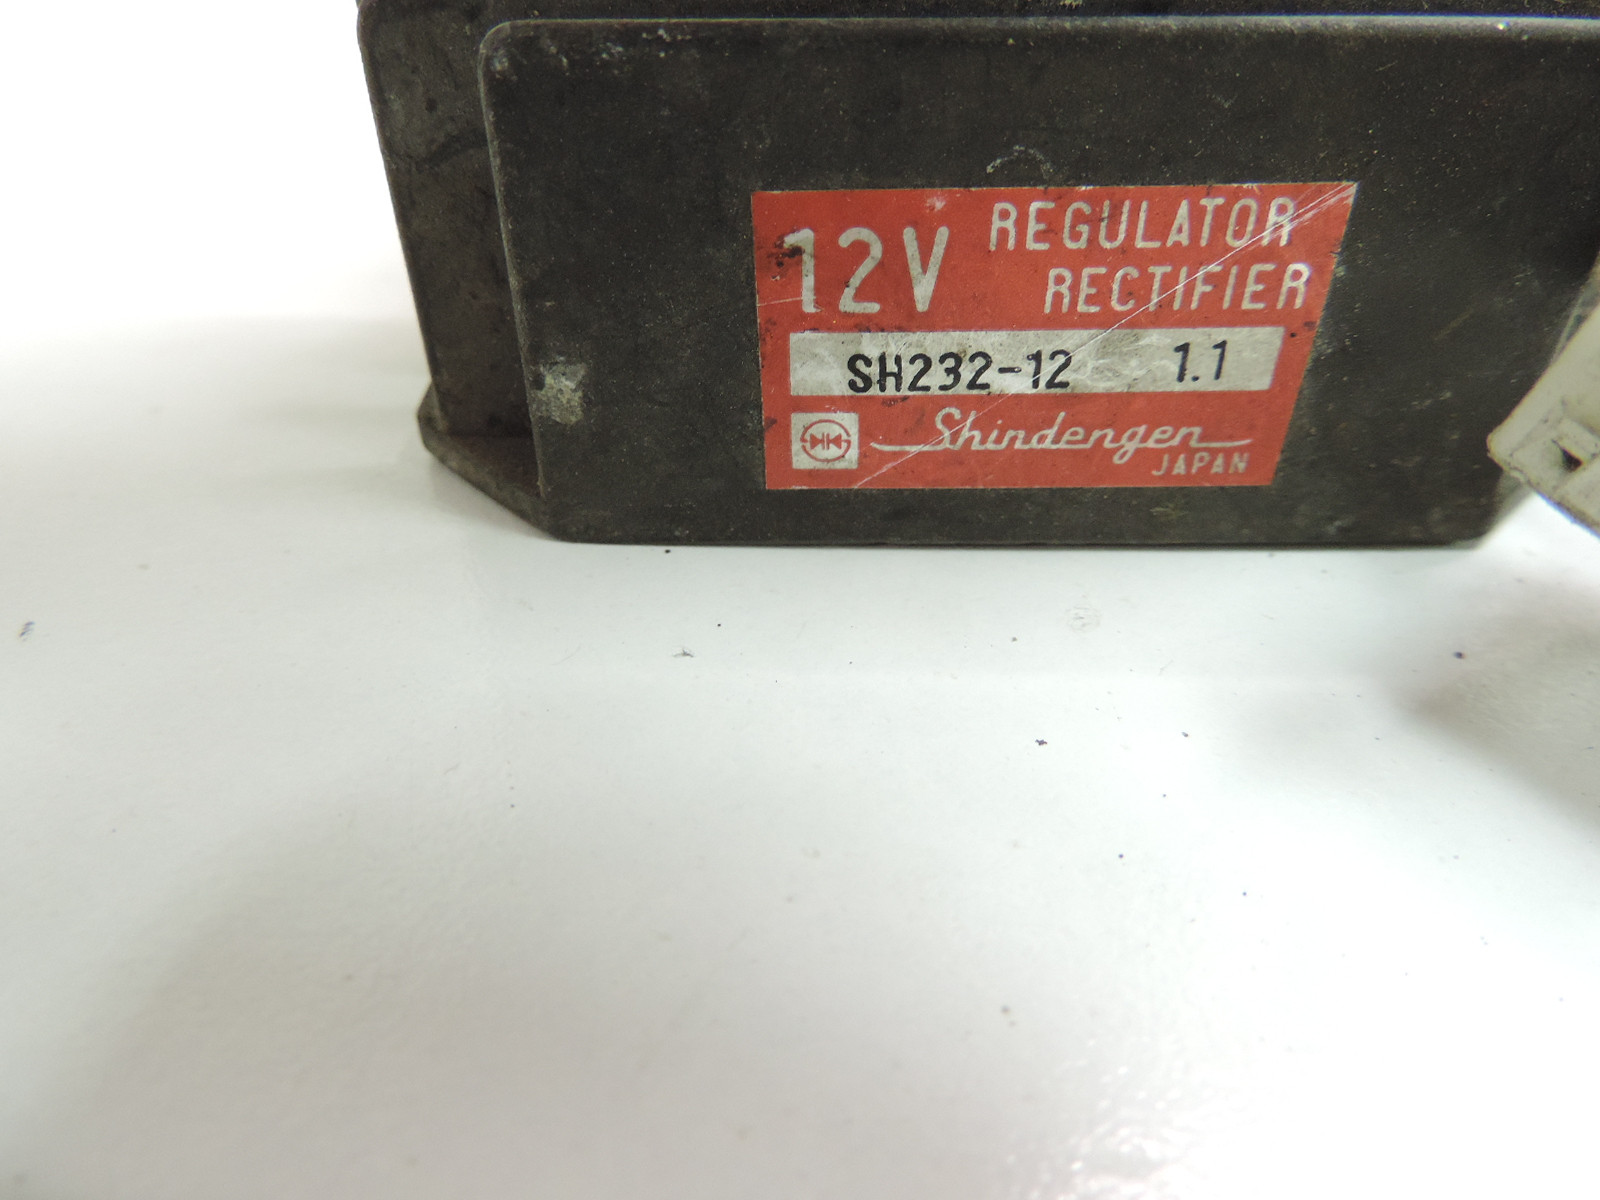 12V REGULATOR
RECTIFIER
SH232-12 1.1
Shindengen
JAPAN